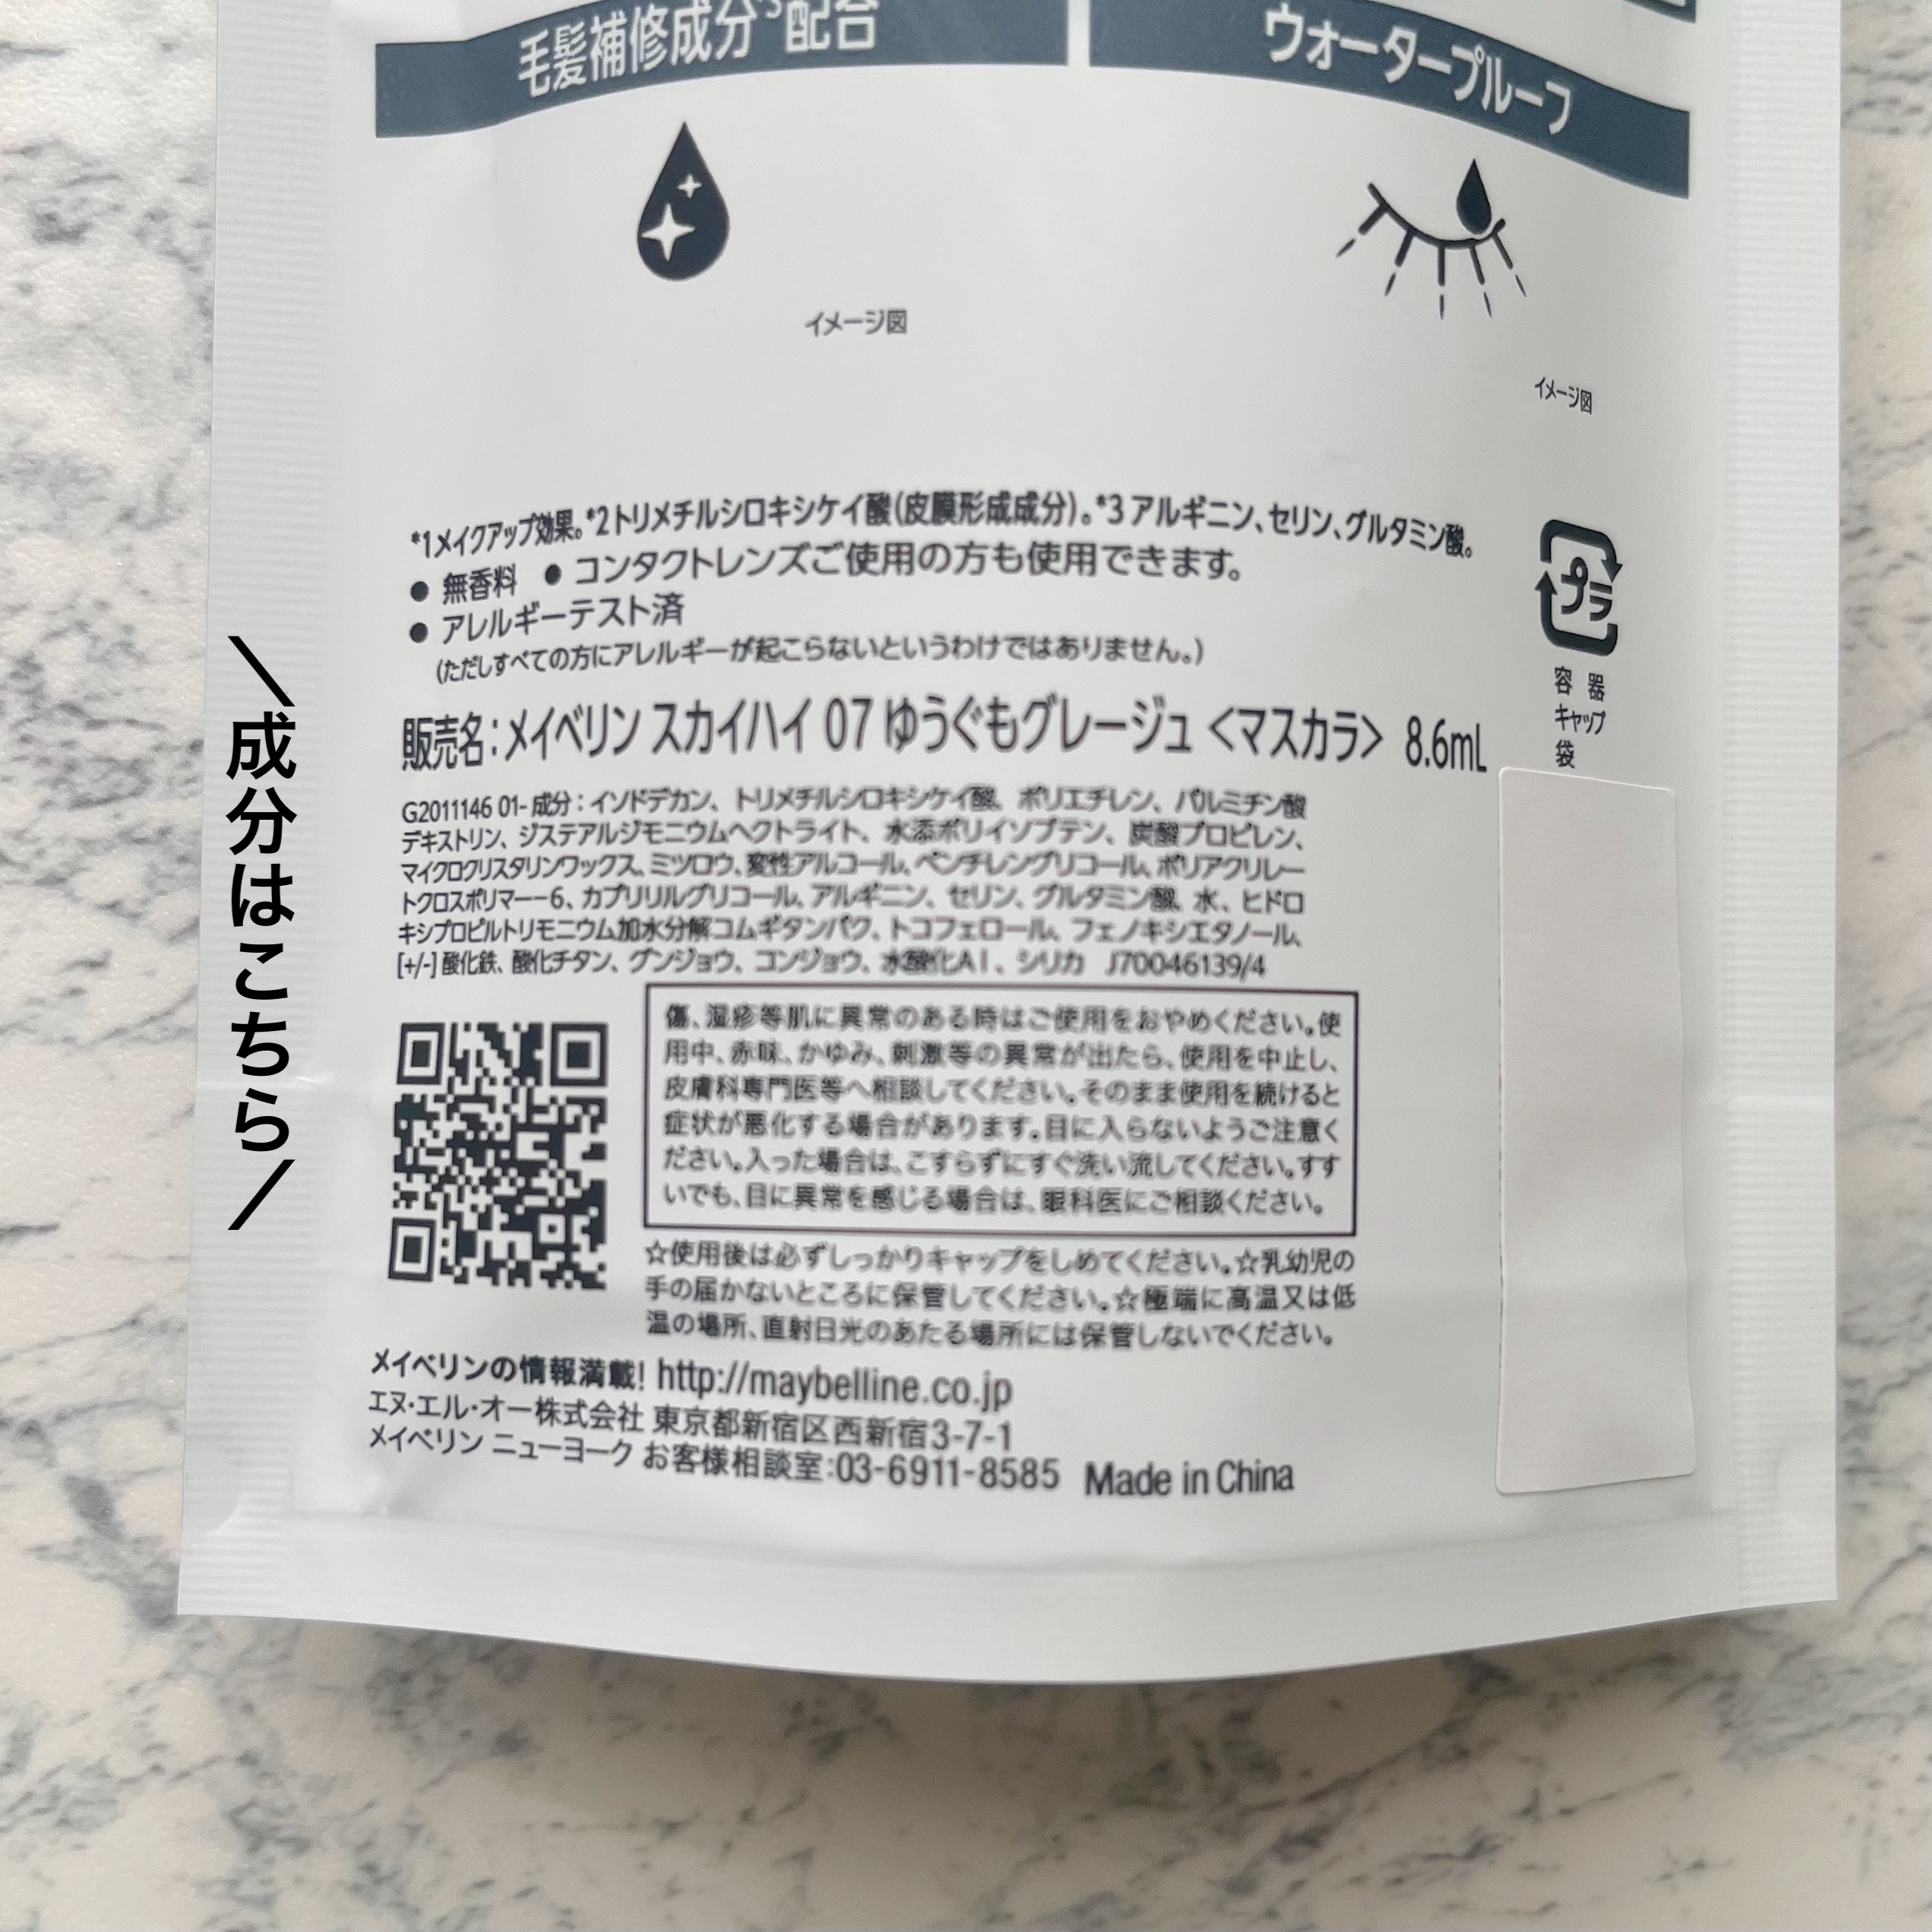 毛髪補修成分*3配合
ウォータープルーフ
イメージ図
イメージ図
*1メイクアップ効果。*2トリメチルシロキシケイ酸(皮膜形成成分)。*3 アルギニン、セリン、グルタミン酸。
● 無香料 ● コンタクトレンズご使用の方も使用できます。
● アレルギーテスト済
(ただしすべての方にアレルギーが起こらないというわけではありません。)
プラ
容器
キャップ
袋
販売名:メイベリン スカイハイ 07 ゆうぐもグレージュ <マスカラ> 8.6mL
G2011146 01- 成分:イソドデカン、トリメチルシロキシケイ酸、ポリエチレン、パルミチン酸
デキストリン、ジステアルジモニウムヘクトライト、水添ポリイソブテン、炭酸プロピレン、
マイクロクリスタリンワックス、ミツロウ、変性アルコール、ペンチレングリコール、ポリアクリレー
トクロスポリマー-6、カプリリルグリコール、アルギニン、セリン、グルタミン酸、水、ヒドロ
キシプロピルトリモニウム加水分解コムギタンパク、トコフェロール、フェノキシエタノール、
[+/-] 酸化鉄、酸化チタン、グンジョウ、コンジョウ、水酸化Al、シリカ J70046139/4
傷、湿疹等肌に異常のある時はご使用をおやめください。使
用中、赤味、かゆみ、刺激等の異常が出たら、使用を中止し、
皮膚科専門医等へ相談してください。そのまま使用を続けると
症状が悪化する場合があります。目に入らないようご注意く
ださい。入った場合は、こすらずにすぐ洗い流してください。すす
いでも、目に異常を感じる場合は、眼科医にご相談ください。
☆使用後は必ずしっかりキャップをしめてください。☆乳幼児の
手の届かないところに保管してください。☆極端に高温又は低
温の場所、直射日光のあたる場所には保管しないでください。
メイベリンの情報満載! http://maybelline.co.jp
エヌ・エル・オー株式会社 東京都新宿区西新宿3-7-1
メイベリン ニューヨーク お客様相談室:03-6911-8585 Made in China
\成分はこちら/